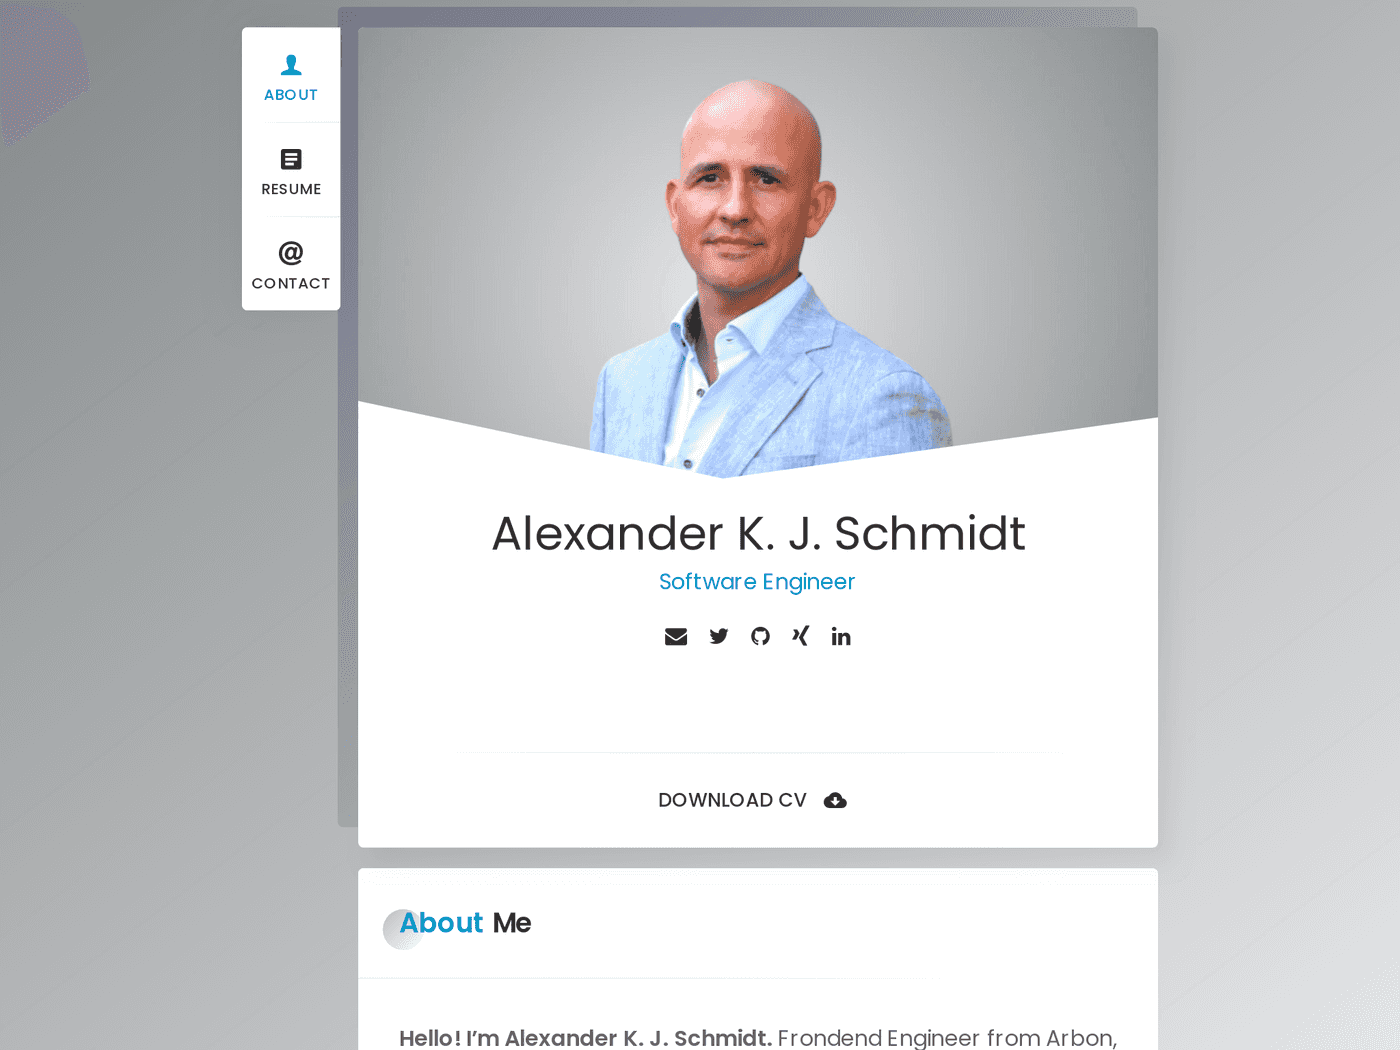 ABOUT
RESUME
CONTACT
Alexander K. J. Schmidt
Software Engineer
DOWNLOAD CV
About Me
Hello! I'm Alexander K. J. Schmidt. Frondend Engineer from Arbon,